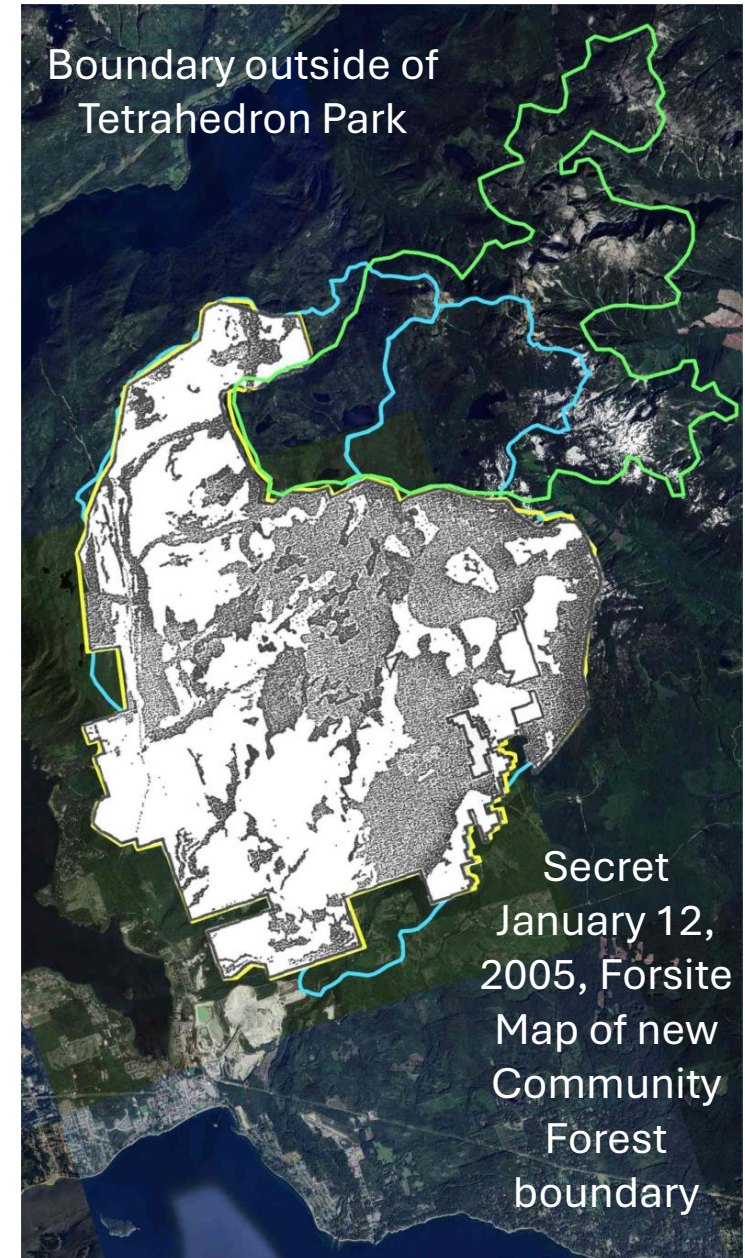 Boundary outside of
Tetrahedron Park
Secret
January 12,
2005, Forsite
Map of new
Community
Forest
boundary